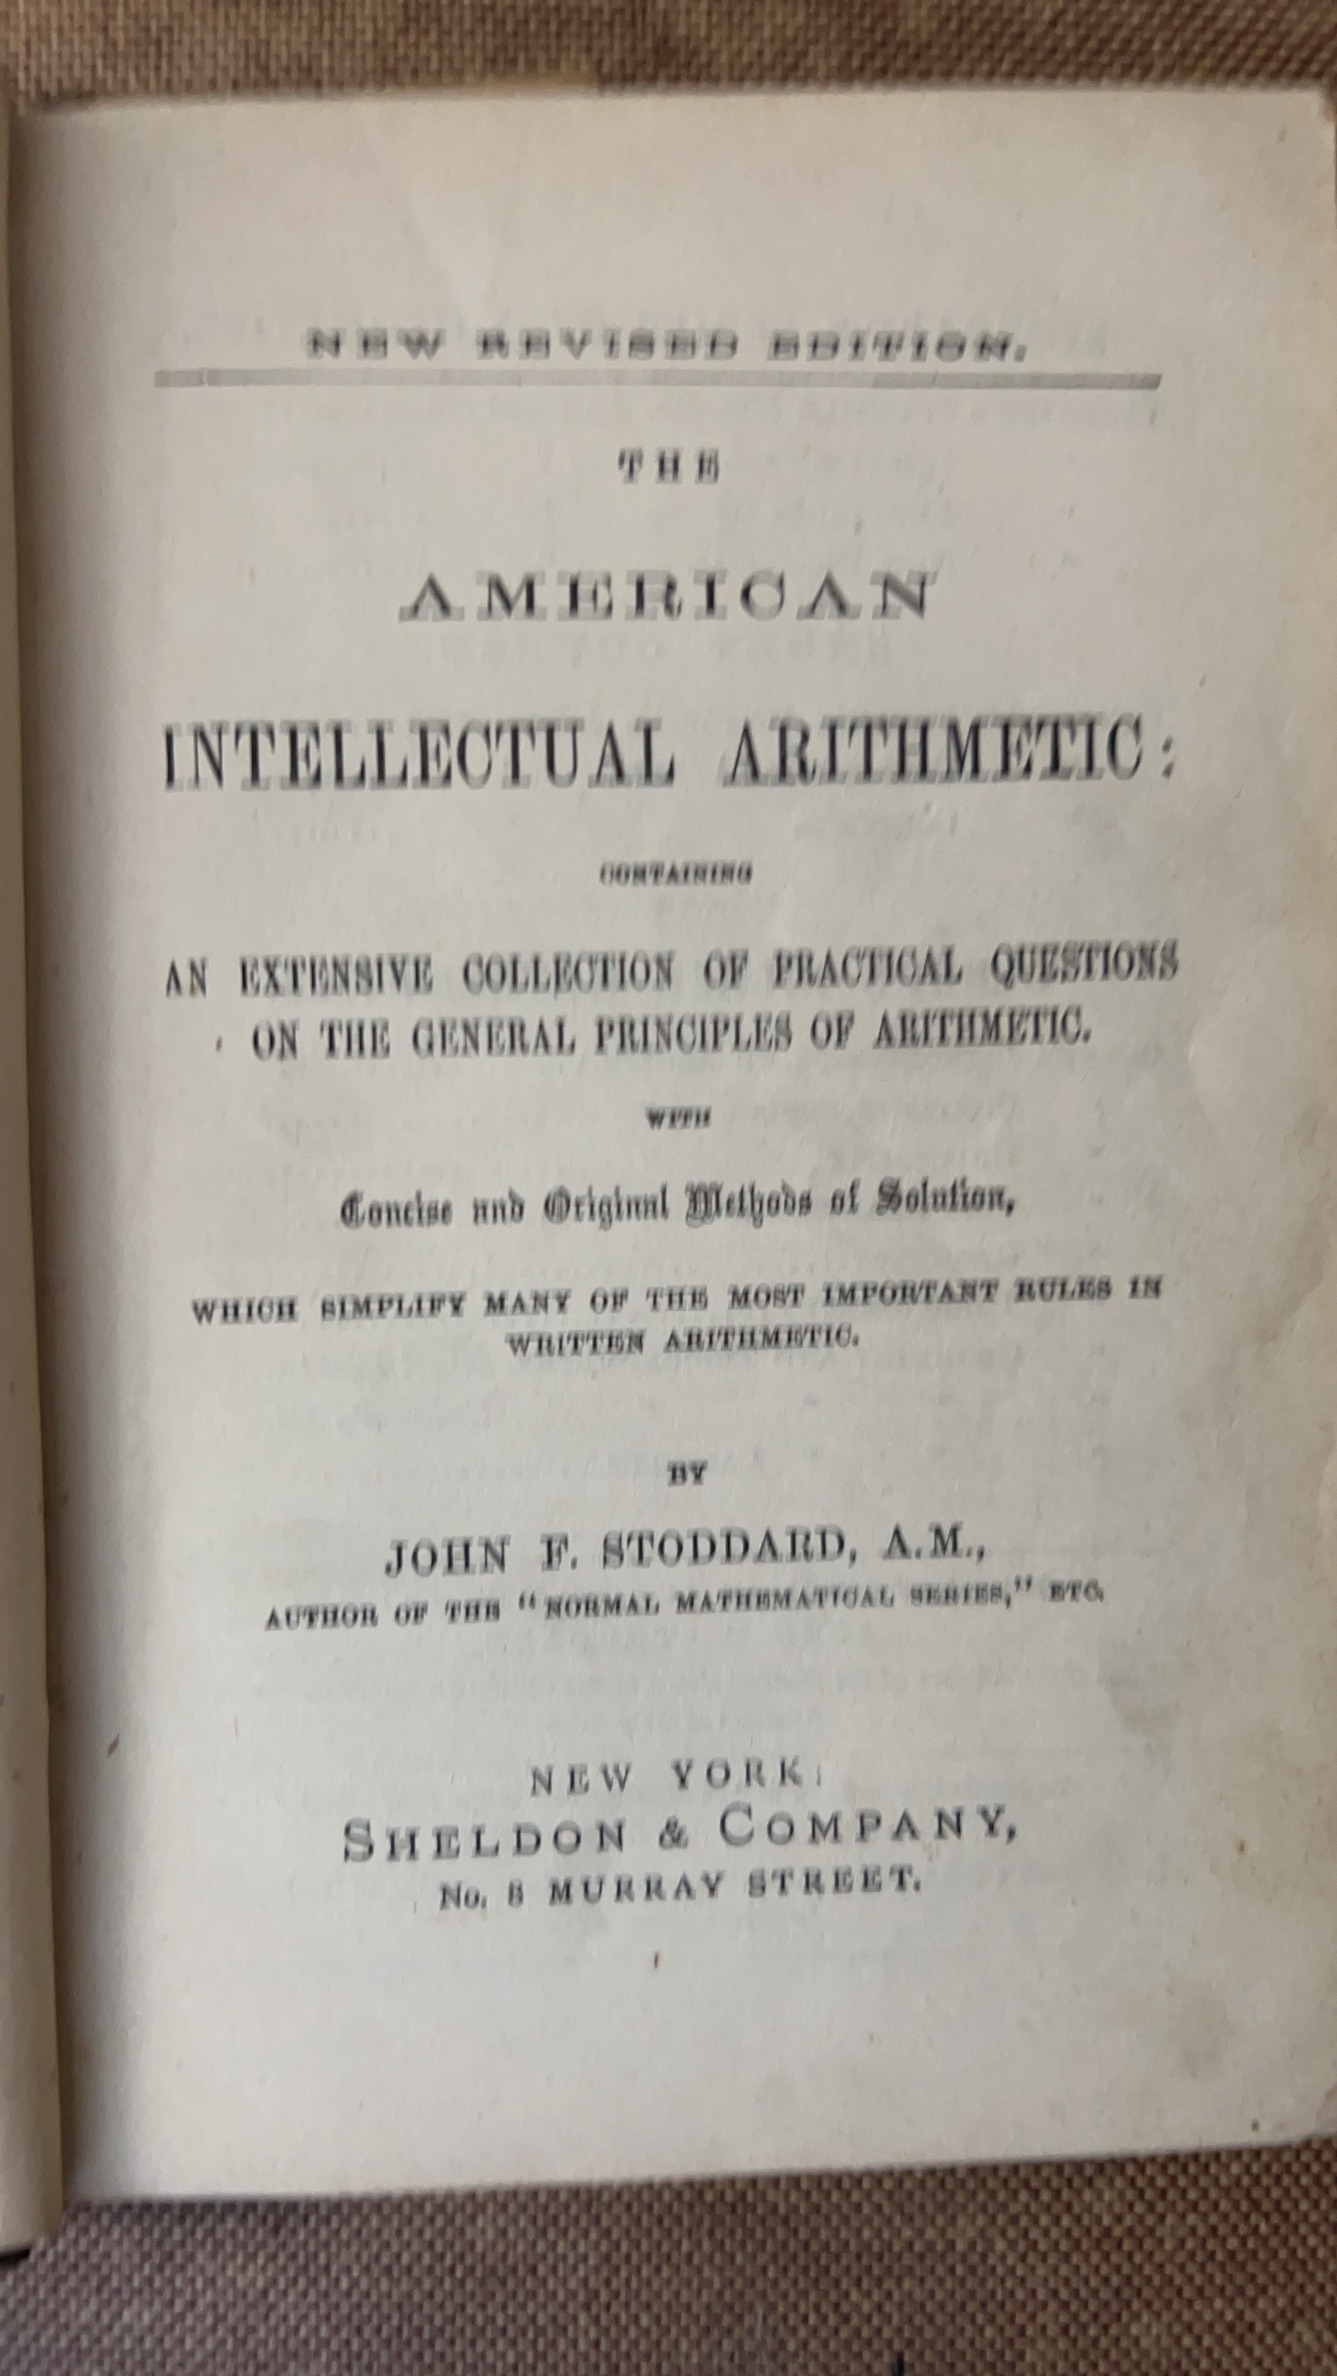 NEW REVISED EDITION.
THE
AMERICAN
INTELLECTUAL ARITHMETIC:
CONTAINING
AN EXTENSIVE COLLECTION OF PRACTICAL QUESTIONS
ON THE GENERAL PRINCIPLES OF ARITHMETIC.
WITH
Concise and Original Methods of Solution,
WHICH SIMPLIFY MANY OF THE MOST IMPORTANT RULES IN
WRITTEN ARITHMETIC.
BY
JOHN F. STODDARD, A.M.,
AUTHOR OF THE "NORMAL MATHEMATICAL SERIES," ETC.
NEW YORK:
SHELDON & COMPANY,
No. 8 MURRAY STREET.